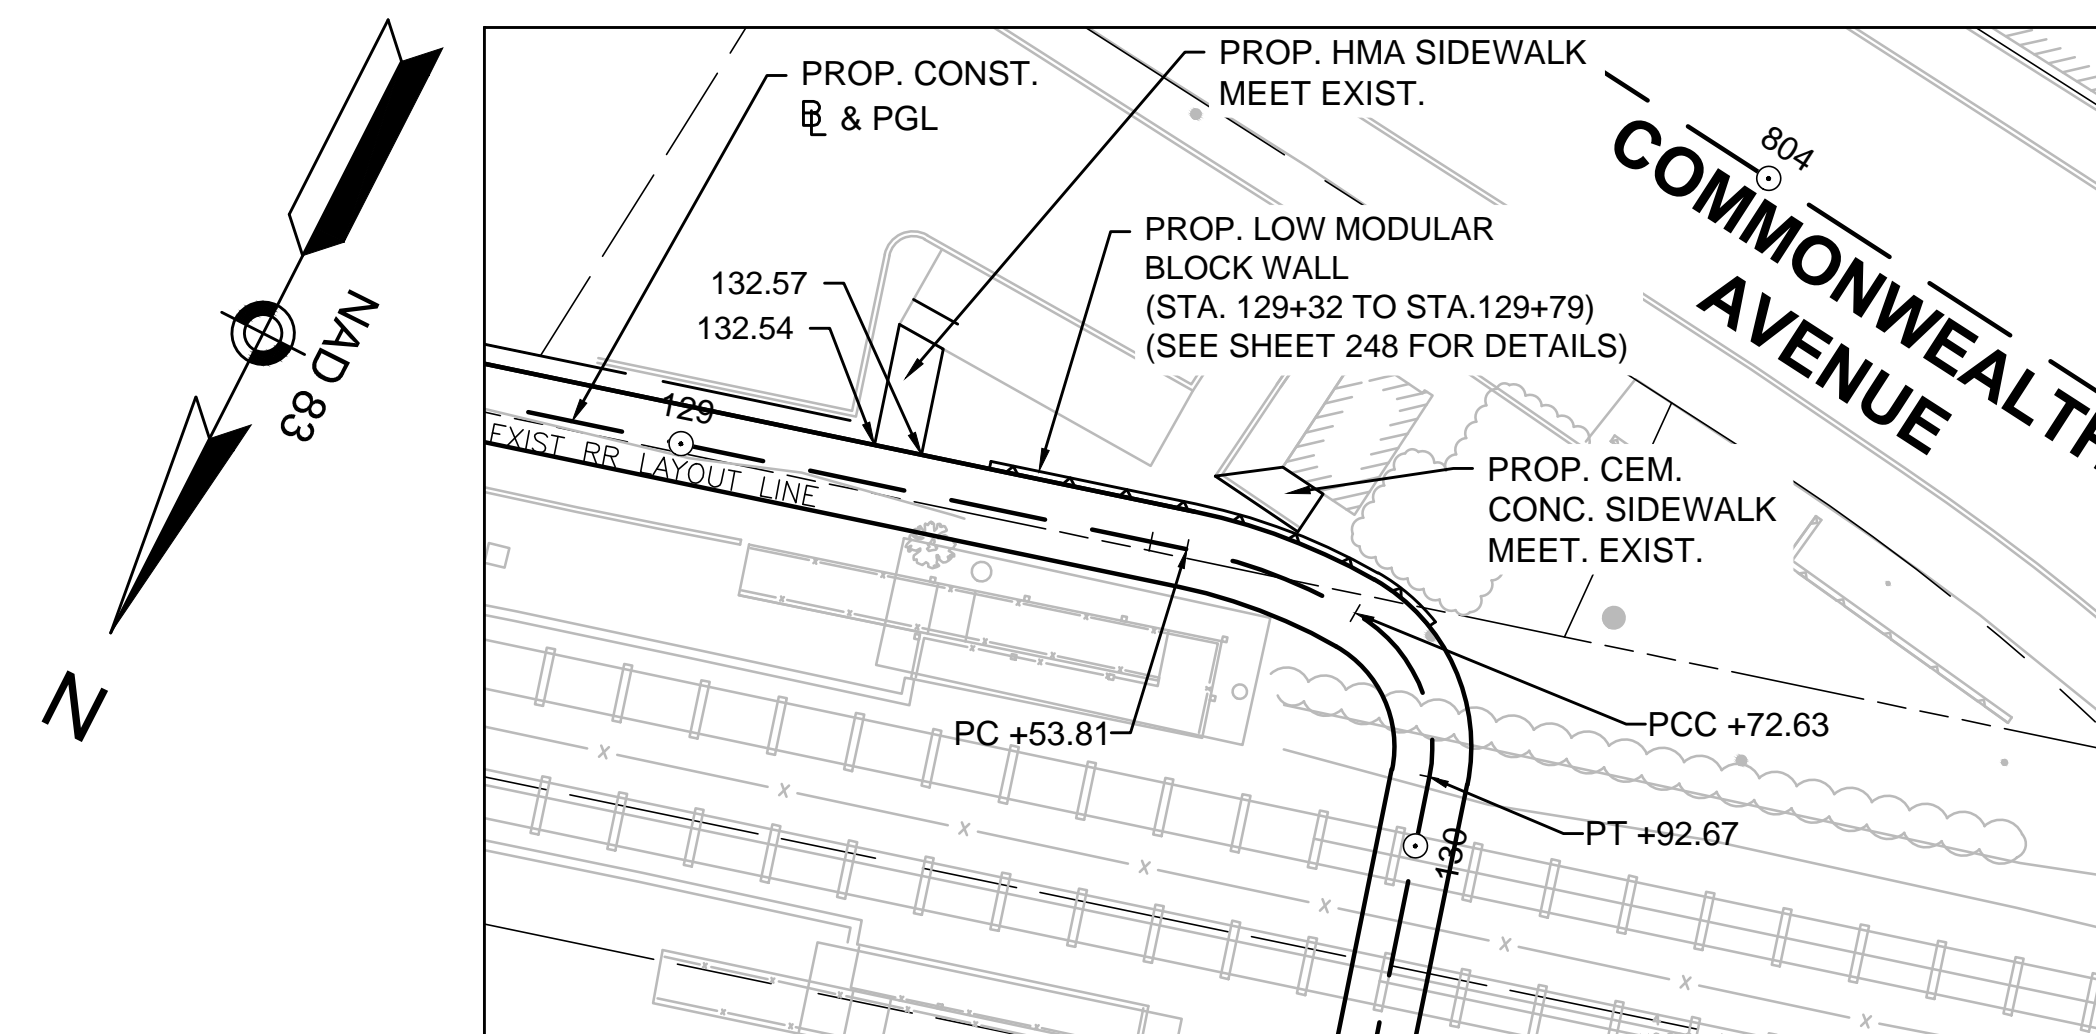 PROP. CONST.
BL & PGL
PROP. HMA SIDEWALK
MEET EXIST.
804
COMMONWEALTH
AVENUE
PROP. LOW MODULAR
BLOCK WALL
(STA. 129+32 TO STA.129+79)
(SEE SHEET 248 FOR DETAILS)
132.57
132.54
NAD 83
N
129
EXIST RR LAYOUT LINE
PROP. CEM.
CONC. SIDEWALK
MEET. EXIST.
PC +53.81
PCC +72.63
PT +92.67
130